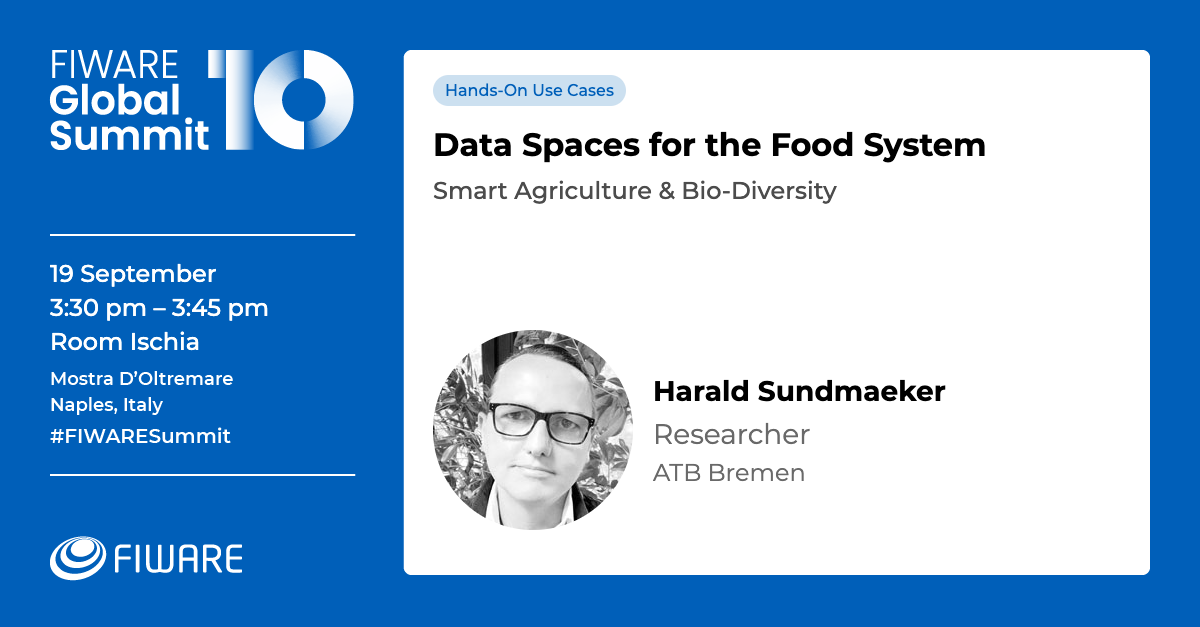 FIWARE
Global
Summit
10
19 September
3:30 pm – 3:45 pm
Room Ischia
Mostra D’Oltremare
Naples, Italy
#FIWARESummit
FIWARE
Hands-On Use Cases
Data Spaces for the Food System
Smart Agriculture & Bio-Diversity
Harald Sundmaeker
Researcher
ATB Bremen